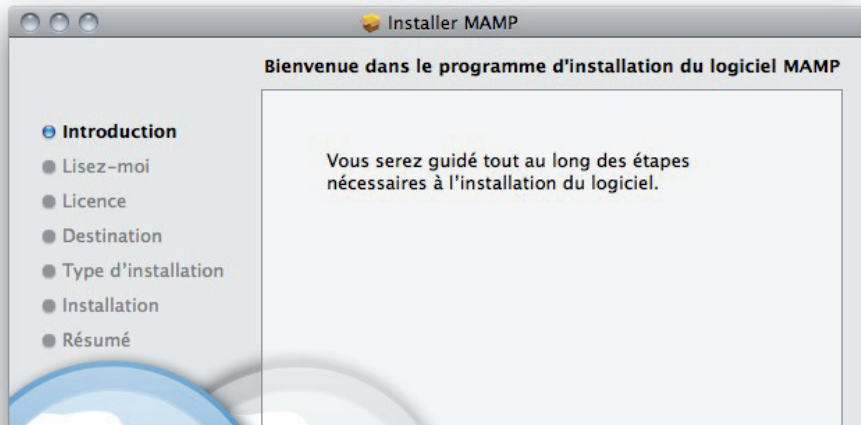 Installer MAMP
Bienvenue dans le programme d'installation du logiciel MAMP
Introduction
Lisez-moi
Licence
Destination
Type d'installation
Installation
Résumé
Vous serez guidé tout au long des étapes
nécessaires à l'installation du logiciel.